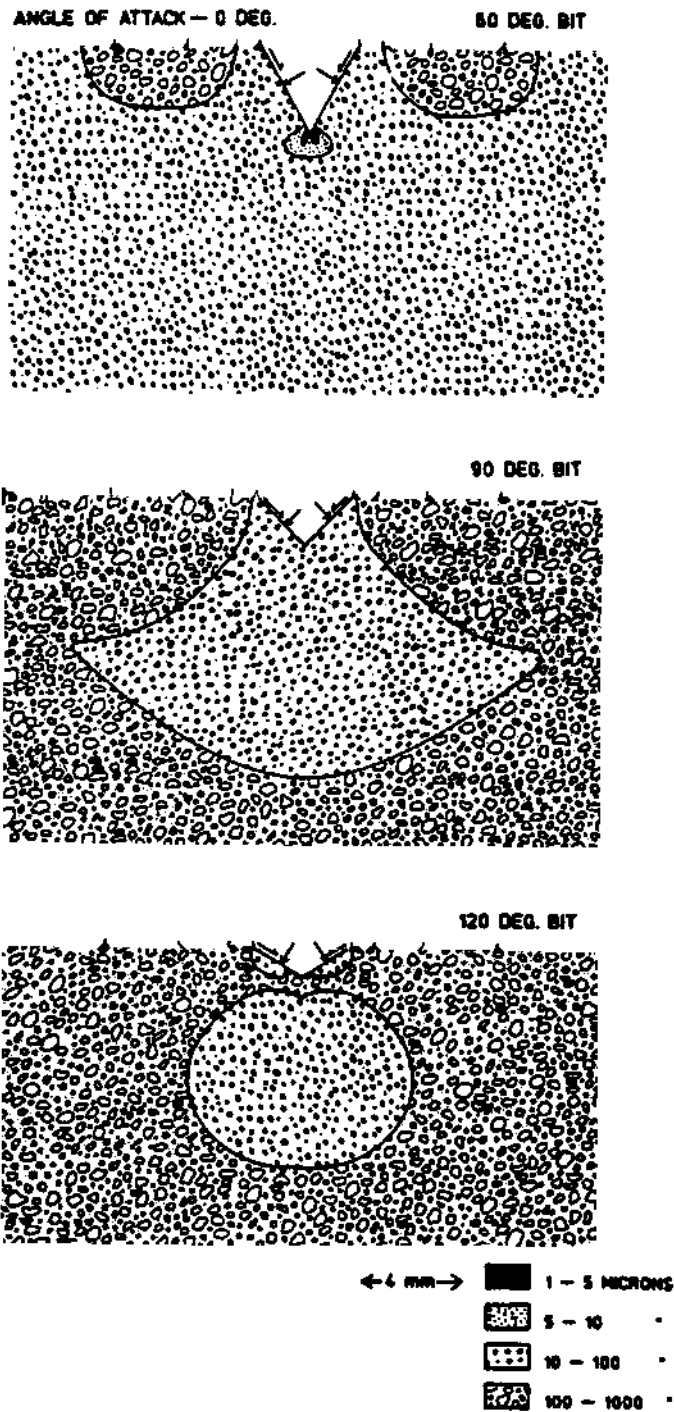 ANGLE OF ATTACK — 0 DEG.
60 DEG. BIT
90 DEG. BIT
120 DEG. BIT
4 mm
1 — 5 MICRONS
5 — 10 "
10 — 100 "
100 — 1000 "